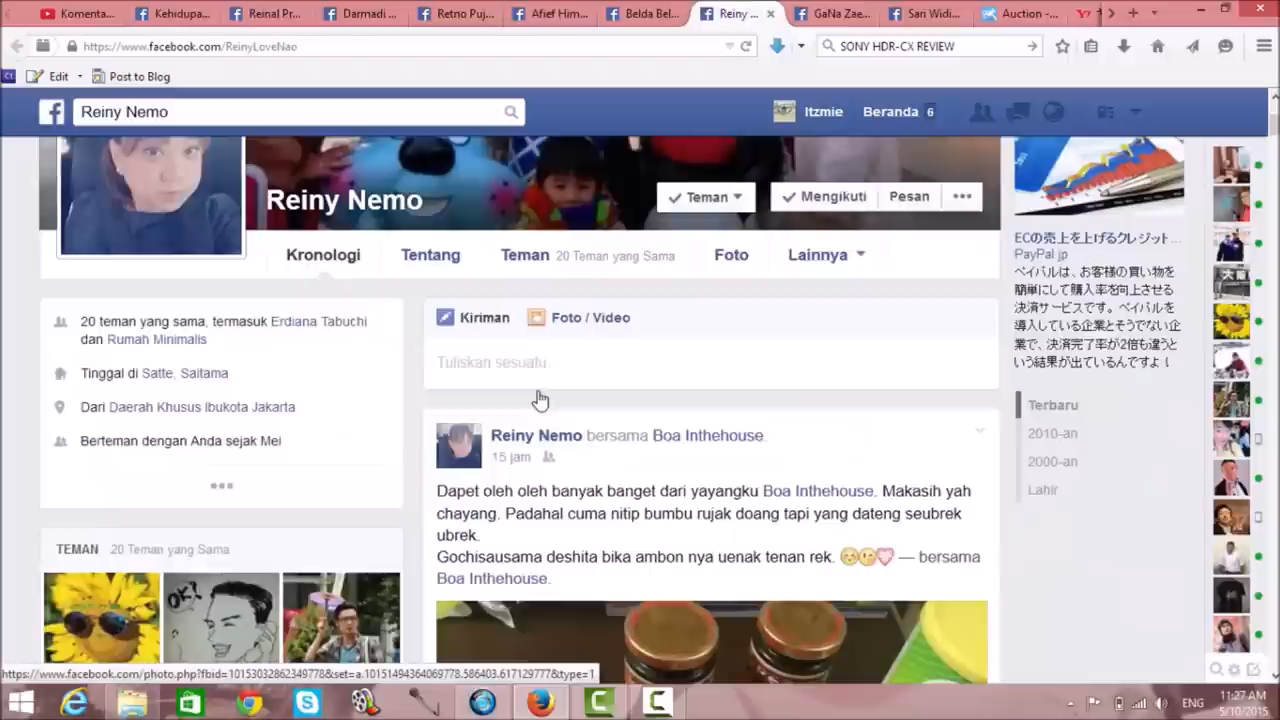 Komenta...
Kehidupa...
Reinal Pr...
Darmadi ...
Retno Puj...
Afief Him...
Belda Bel...
Reiny ...
GaNa Zae...
Sari Widi...
Auction -...
https://www.facebook.com/ReinyLoveNao
SONY HDR-CX REVIEW
Edit
Post to Blog
Reiny Nemo
Itzmie
Beranda 6
Reiny Nemo
Teman
Mengikuti
Pesan
Kronologi
Tentang
Teman 20 Teman yang Sama
Foto
Lainnya
20 teman yang sama, termasuk Erdiana Tabuchi
dan Rumah Minimalis
Tinggal di Satte, Saitama
Dari Daerah Khusus Ibukota Jakarta
Berteman dengan Anda sejak Mei
TEMAN 20 Teman yang Sama
OK!
Kiriman
Foto / Video
Tuliskan sesuatu
Reiny Nemo bersama Boa Inthehouse
15 jam
Dapet oleh oleh banyak banget dari yayangku Boa Inthehouse. Makasih yah
chayang. Padahal cuma nitip bumbu rujak doang tapi yang dateng seubrek
ubrek.
Gochisausama deshita bika ambon nya uenak tenan rek. — bersama
Boa Inthehouse.
ECの売上を上げるクレジット...
PayPal jp
ペイパルは、お客様の買い物を
簡単にして購入率を向上させる
決済サービスです。ペイパルを
導入している企業とそうでない企
業で、決済完了率が2倍も違うと
いう結果が出ているんですよ！
Terbaru
2010-an
2000-an
Lahir
https://www.facebook.com/photo.php?fbid=10153032862349778&set=a.10151494364069778.586403.617129777&type=1
ENG
11:27 AM
5/10/2015